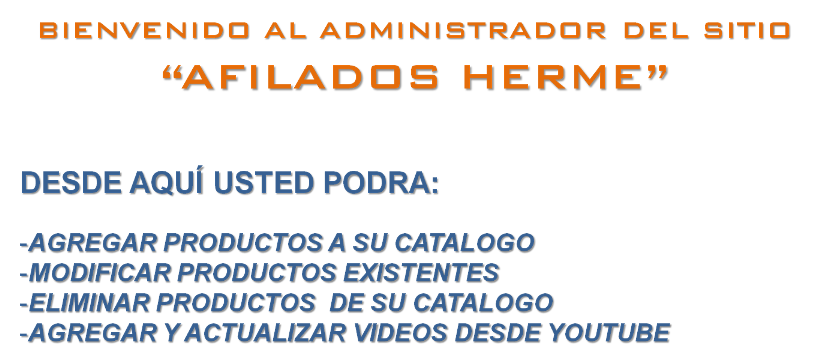 BIENVENIDO AL ADMINISTRADOR DEL SITIO
“AFILADOS HERME”
DESDE AQUÍ USTED PODRA:
-AGREGAR PRODUCTOS A SU CATALOGO
-MODIFICAR PRODUCTOS EXISTENTES
-ELIMINAR PRODUCTOS  DE SU CATALOGO
-AGREGAR Y ACTUALIZAR VIDEOS DESDE YOUTUBE